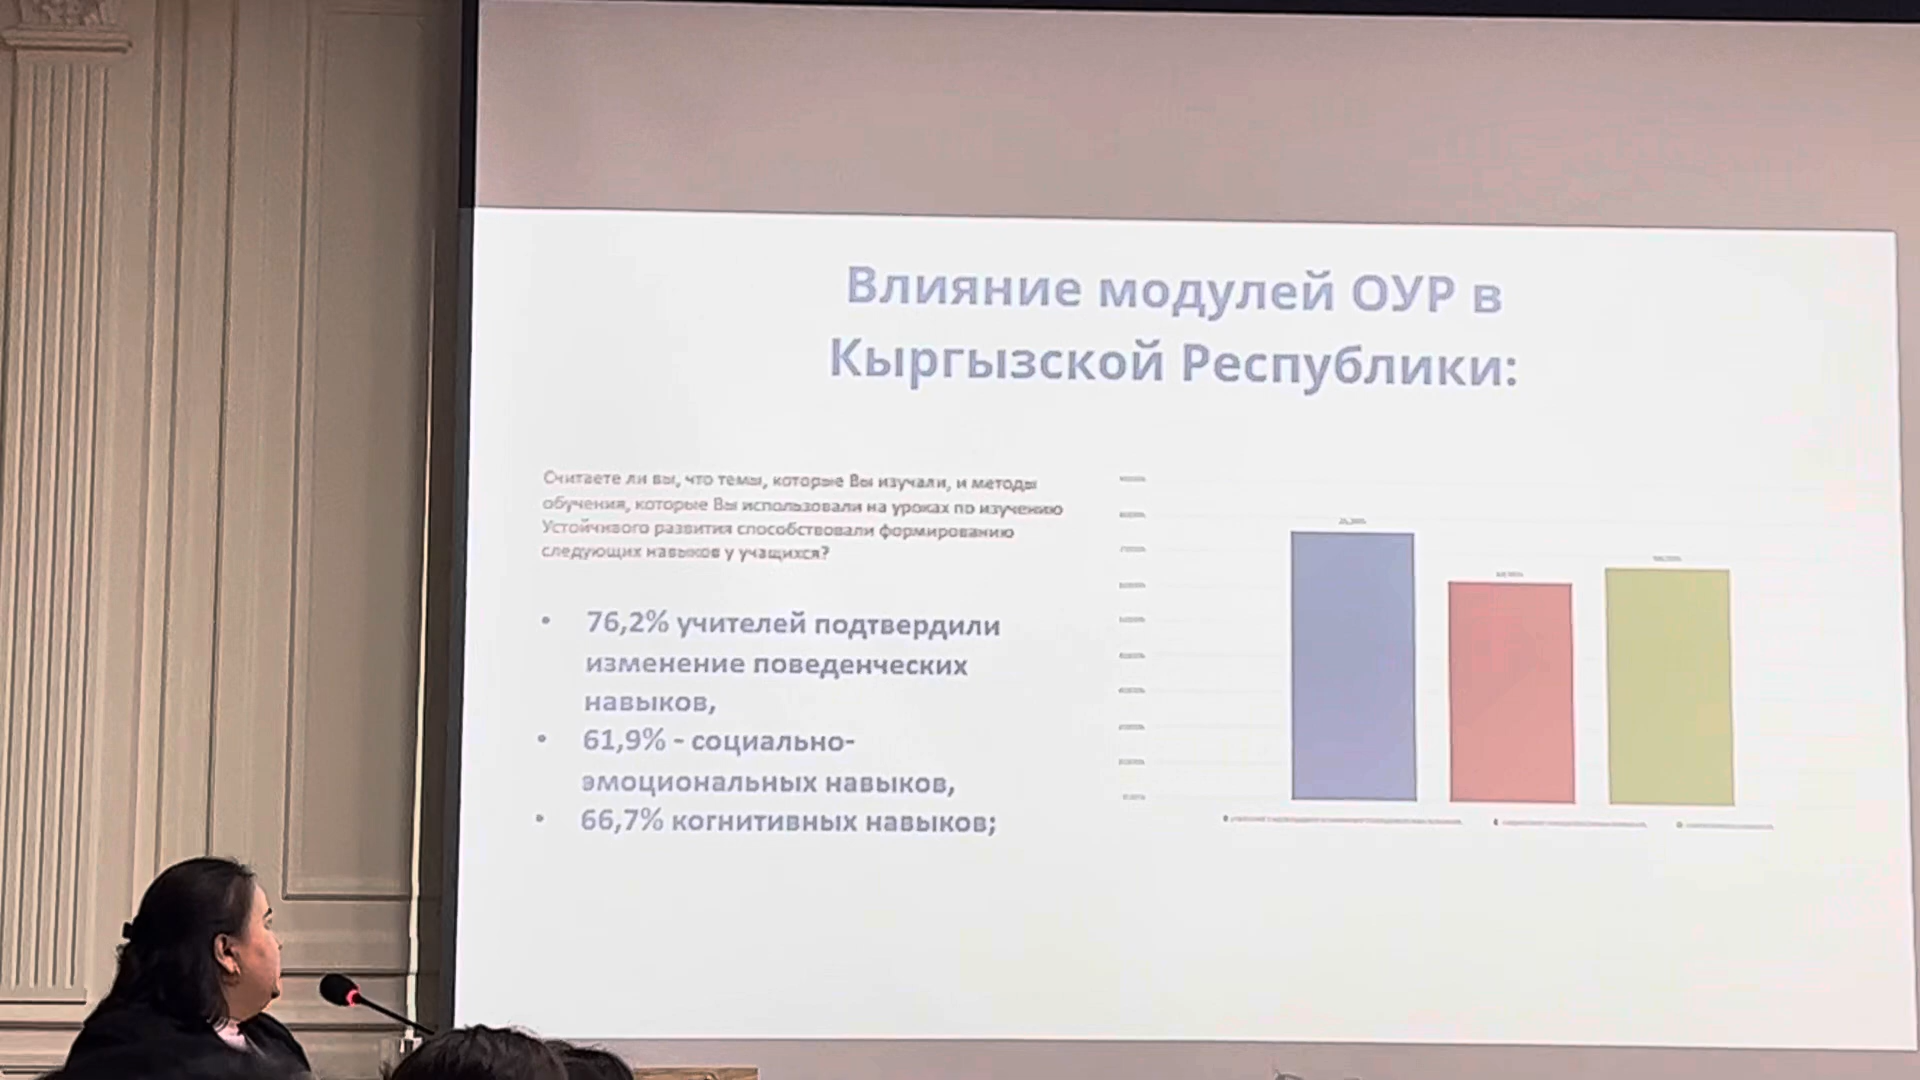 Влияние модулей ОУР в
Кыргызской Республики:
Считаете ли вы, что темы, которые Вы изучали, и методы
обучения, которые Вы использовали на уроках по изучению
Устойчивого развития способствовали формированию
следующих навыков у учащихся?
• 76,2% учителей подтвердили
изменение поведенческих
навыков,
• 61,9% - социально-
эмоциональных навыков,
• 66,7% когнитивных навыков;